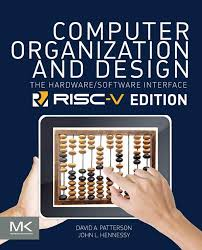 COMPUTER
ORGANIZATION
AND DESIGN
THE HARDWARE/SOFTWARE INTERFACE
RISC-V EDITION
DAVID A. PATTERSON
JOHN L. HENNESSY
MK